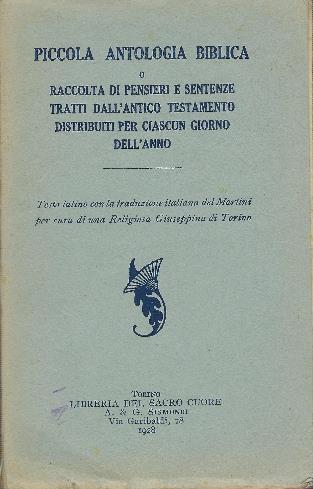 PICCOLA ANTOLOGIA BIBLICA
O
RACCOLTA DI PENSIERI E SENTENZE
TRATTI DALL'ANTICO TESTAMENTO
DISTRIBUITI PER CIASCUN GIORNO
DELL'ANNO
Testo latino con la traduzione italiana del Martini
per cura di una Religiosa Giuseppina di Torino
TORINO
LIBRERIA DEL SACRO CUORE
A. & G. SISMONDI
Via Garibaldi, 18
1928